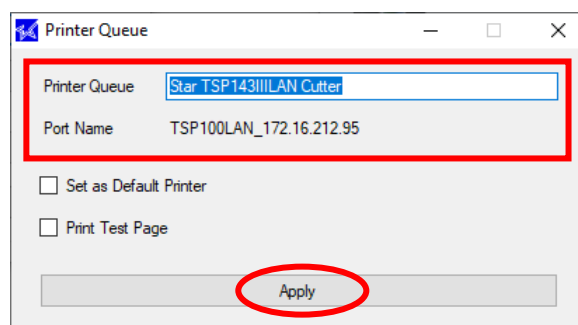 Printer Queue
Printer Queue Star TSP143IIILAN Cutter
Port Name TSP100LAN_172.16.212.95
Set as Default Printer
Print Test Page
Apply